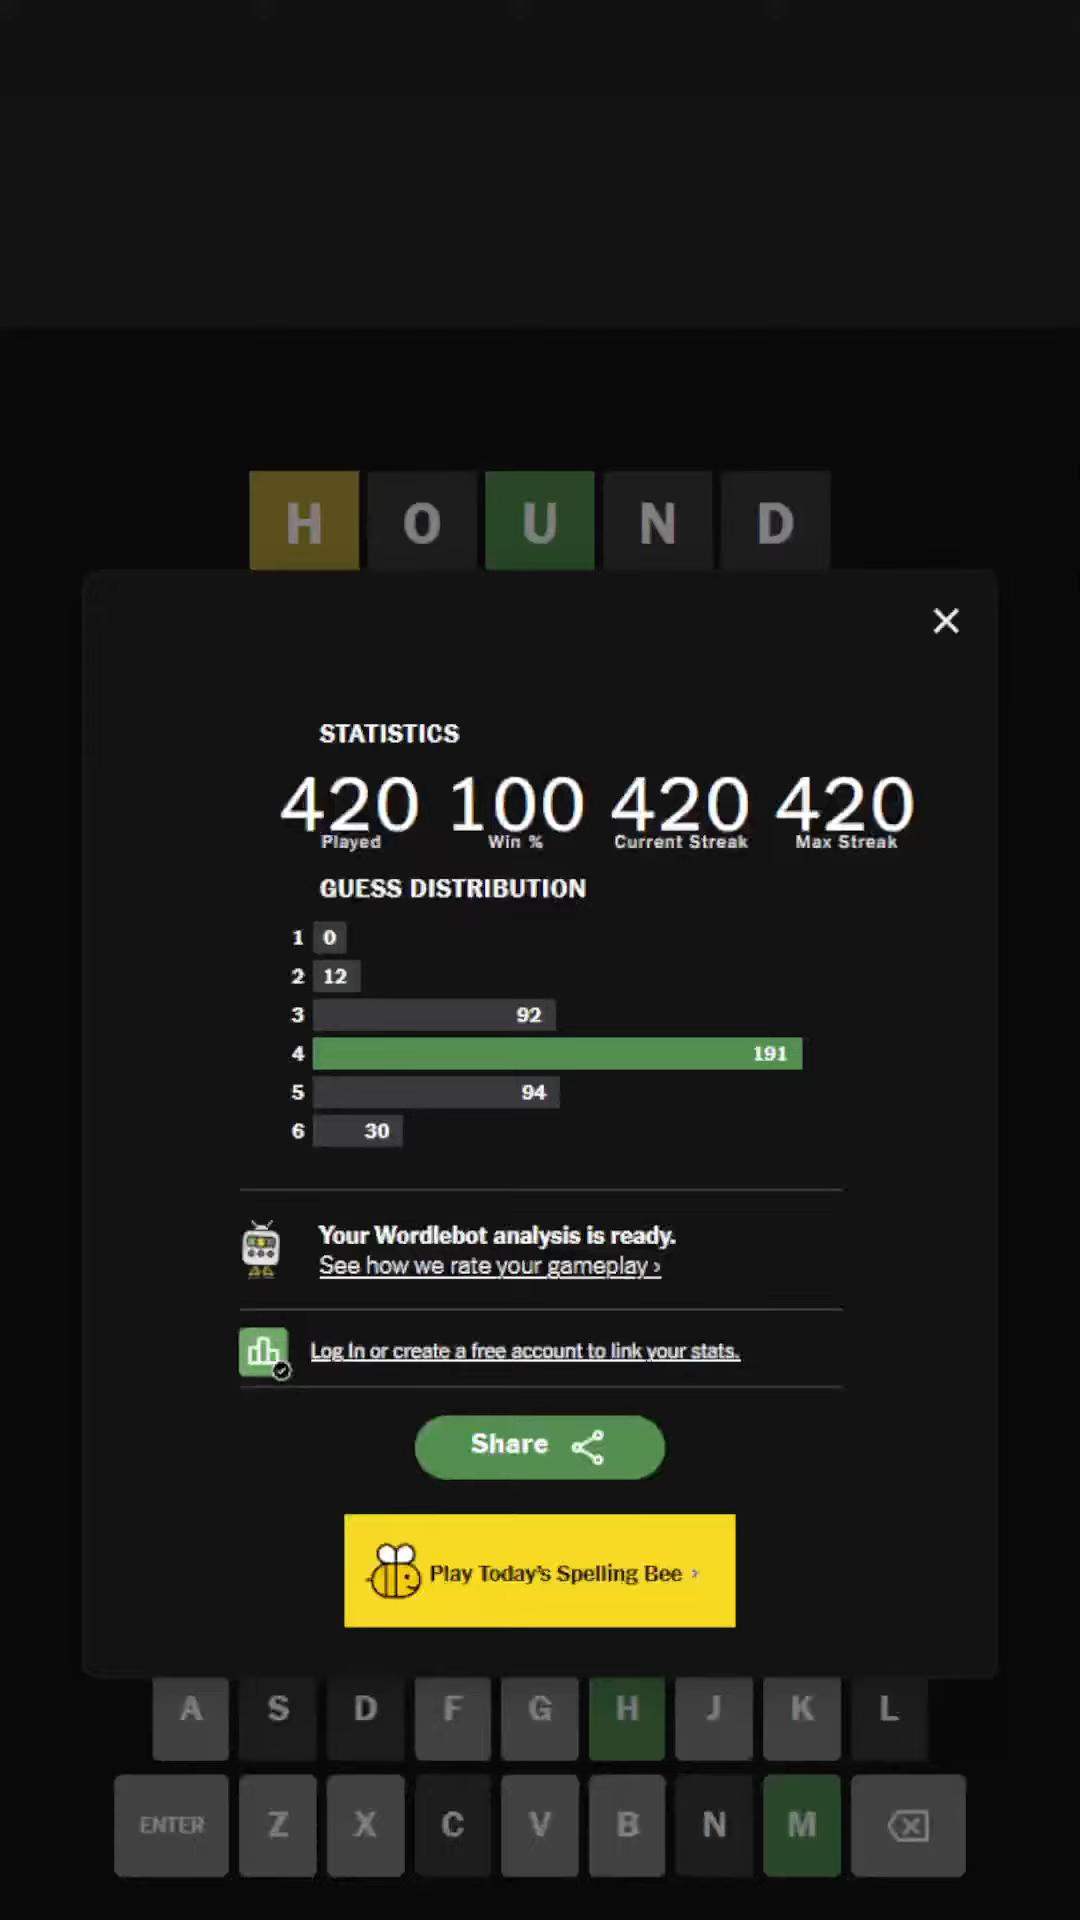 H O U N D
STATISTICS
420 100 420 420
Played Win % Current Streak Max Streak
GUESS DISTRIBUTION
1 0
2 12
3 92
4 191
5 94
6 30
Your Wordlebot analysis is ready.
See how we rate your gameplay ›
Log In or create a free account to link your stats.
Share
Play Today's Spelling Bee ›
A S D F G H J K L
ENTER Z X C V B N M